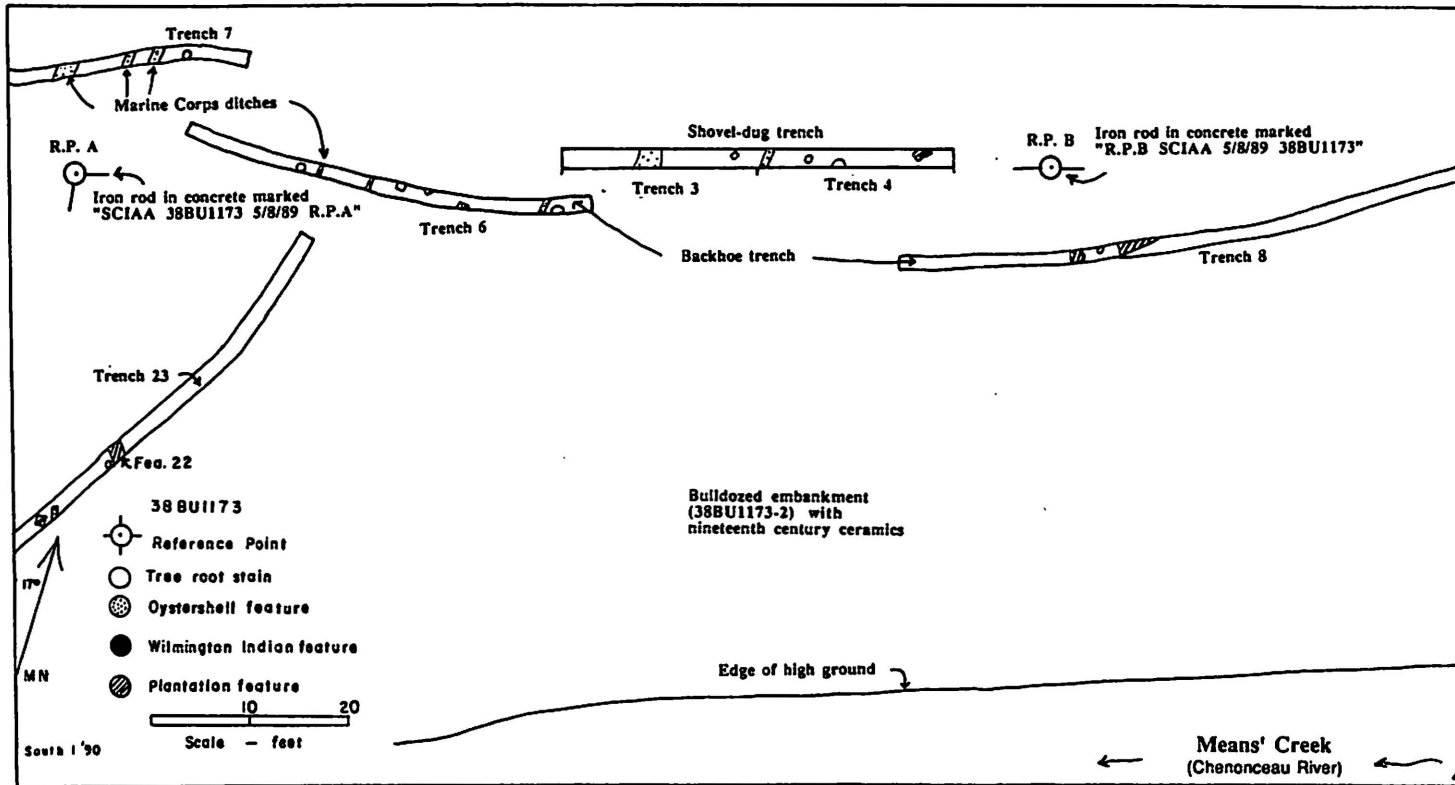 Trench 7
Marine Corps ditches
R.P. A
Iron rod in concrete marked
"SCIAA 38BU1173 5/8/89 R.P.A"
Trench 6
Shovel-dug trench
Trench 3
Trench 4
R.P. B
Iron rod in concrete marked
"R.P.B SCIAA 5/8/89 38BU1173"
Backhoe trench
Trench 8
Trench 23
Fea. 22
Bulldozed embankment
(38BU1173-2) with
nineteenth century ceramics
38BU1173
Reference Point
Tree root stain
Oystershell feature
Wilmington Indian feature
Plantation feature
10 20
Scale – feet
17°
MN
South 1 '90
Edge of high ground
Means' Creek
(Chenonceau River)